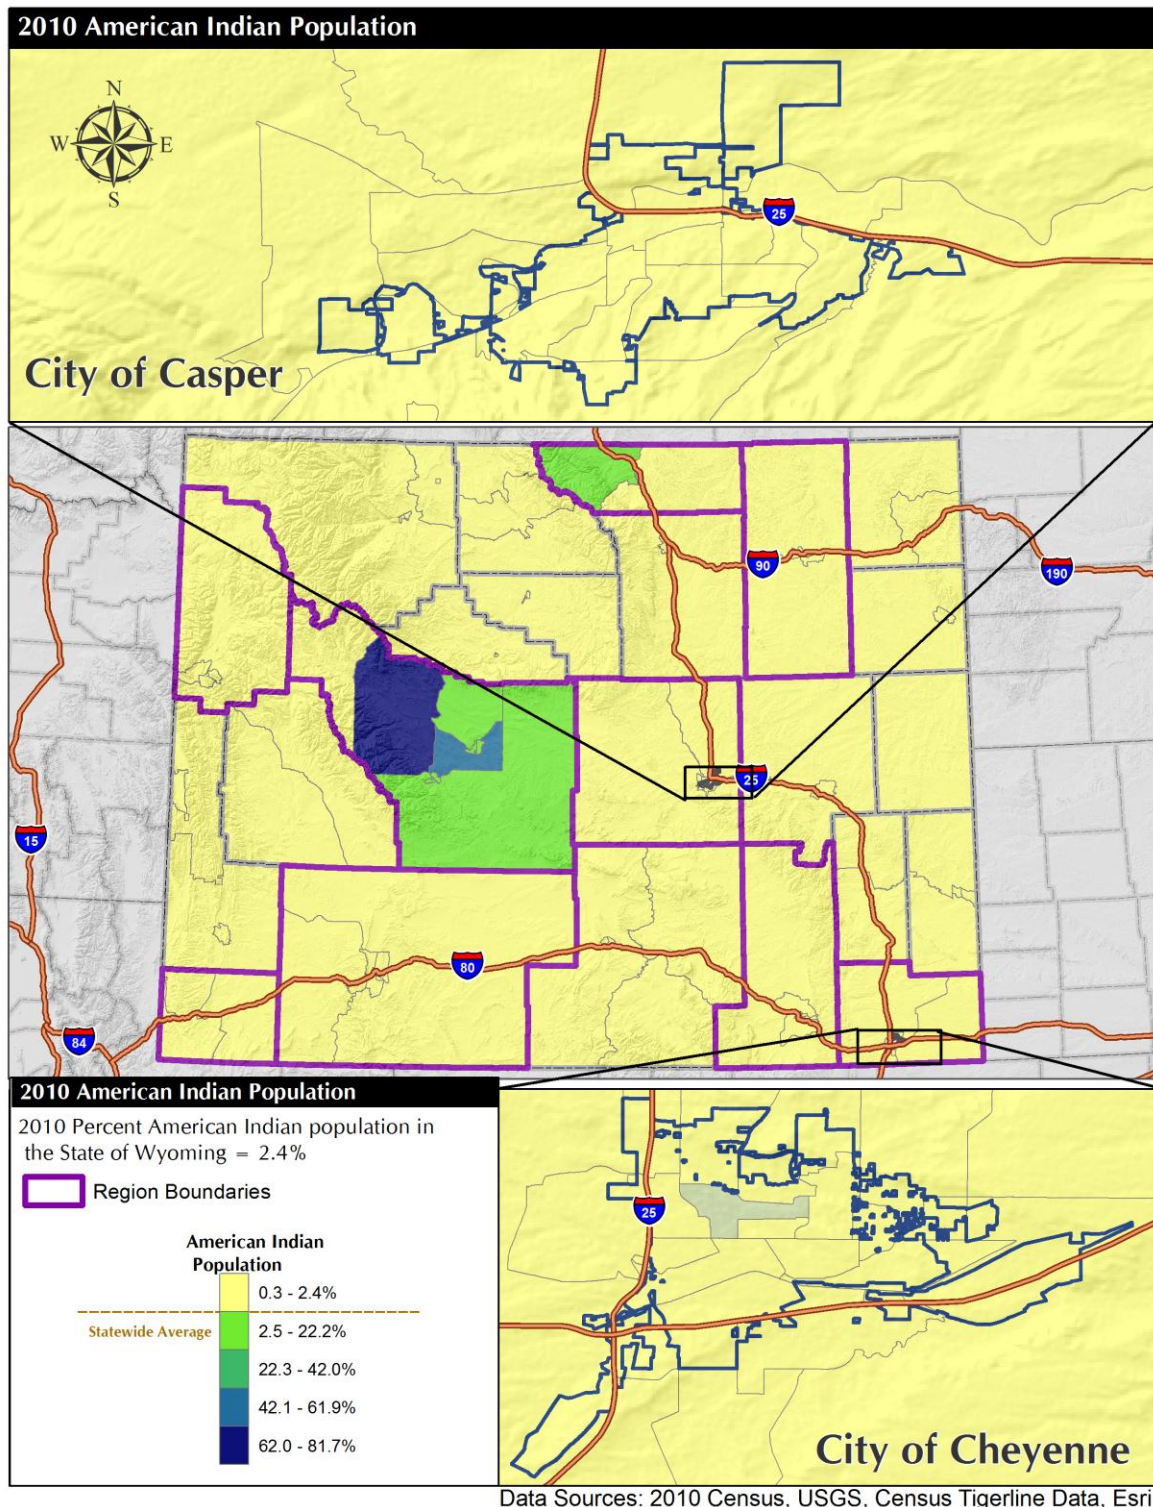 2010 American Indian Population
N
W E
S
25
City of Casper
90
190
25
15
80
84
2010 American Indian Population
2010 Percent American Indian population in
the State of Wyoming = 2.4%
Region Boundaries
American Indian
Population
0.3 - 2.4%
Statewide Average
2.5 - 22.2%
22.3 - 42.0%
42.1 - 61.9%
62.0 - 81.7%
25
City of Cheyenne
Data Sources: 2010 Census, USGS, Census Tigerline Data, Esri